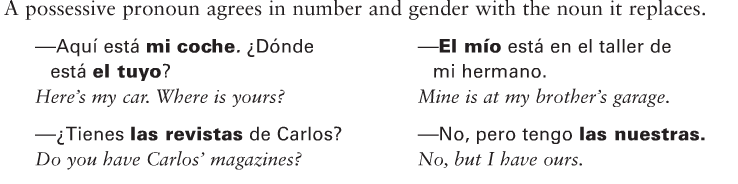 A possessive pronoun agrees in number and gender with the noun it replaces.
—Aquí está mi coche. ¿Dónde
está el tuyo?
Here's my car. Where is yours?
—El mío está en el taller de
mi hermano.
Mine is at my brother's garage.
—¿Tienes las revistas de Carlos?
Do you have Carlos' magazines?
—No, pero tengo las nuestras.
No, but I have ours.